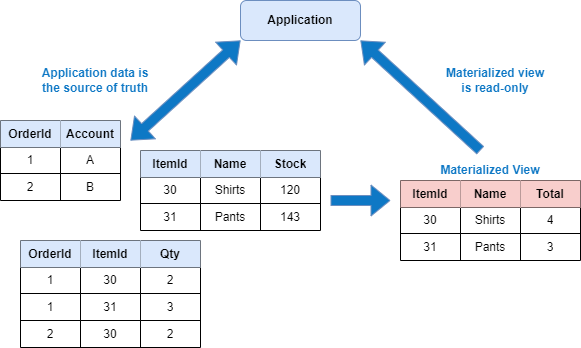 Application
Application data is
the source of truth
Materialized view
is read-only
OrderId Account
1 A
2 B
ItemId Name Stock
30 Shirts 120
31 Pants 143
Materialized View
ItemId Name Total
30 Shirts 4
31 Pants 3
OrderId ItemId Qty
1 30 2
1 31 3
2 30 2